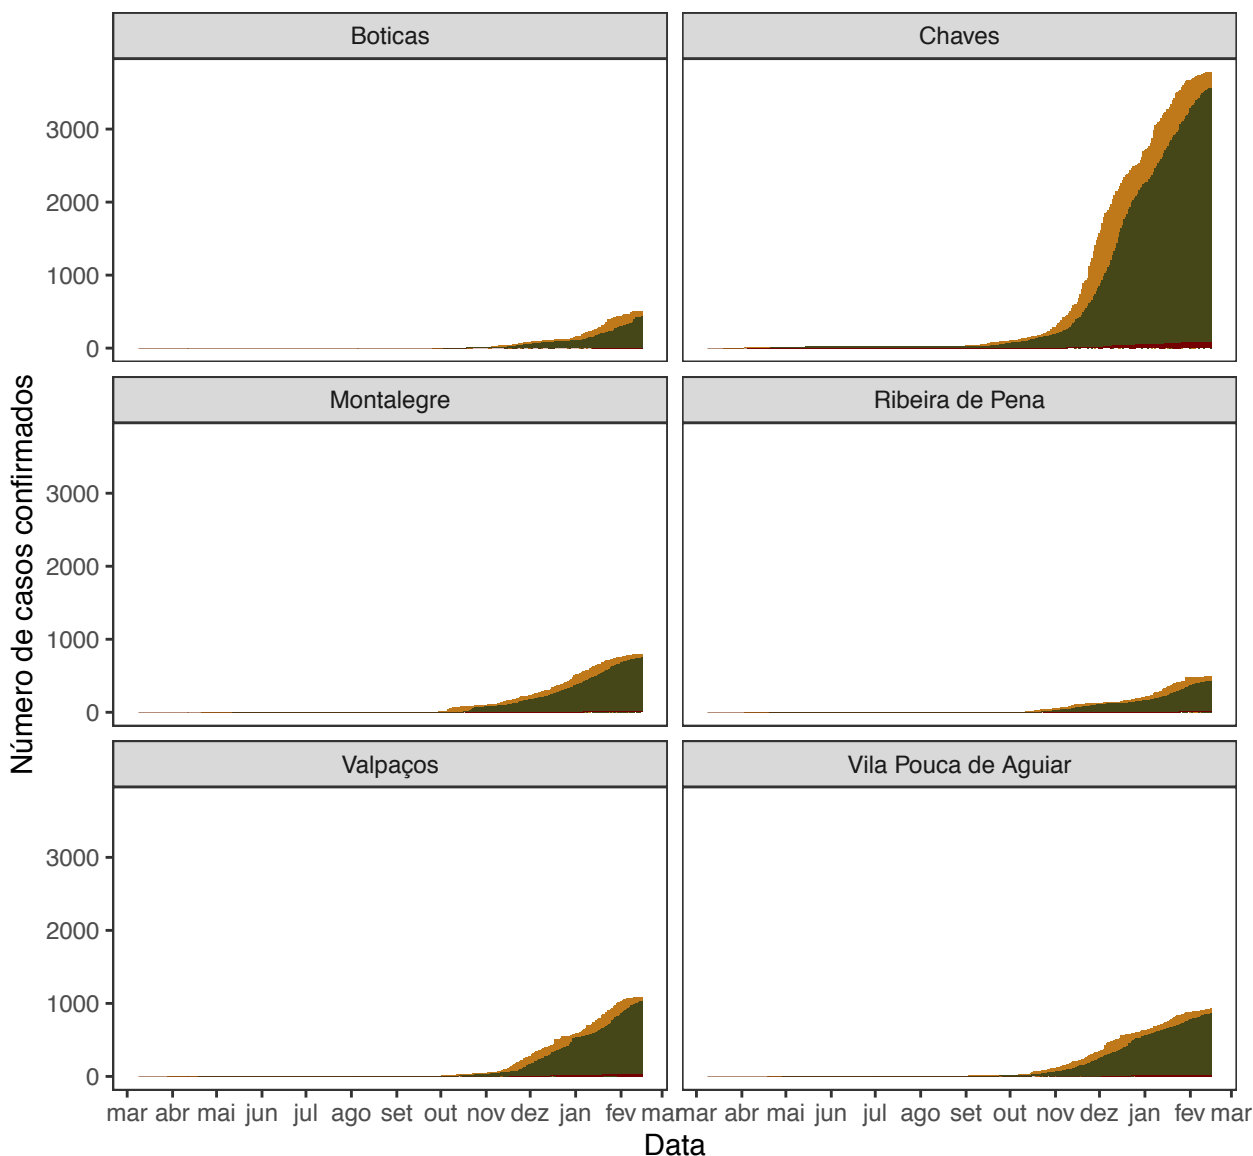 Boticas
Chaves
3000
2000
1000
0
Montalegre
Ribeira de Pena
3000
2000
1000
0
Valpaços
Vila Pouca de Aguiar
3000
2000
1000
0
mar abr mai jun jul ago set out nov dez jan fev mar
mar abr mai jun jul ago set out nov dez jan fev mar
Data
Número de casos confirmados